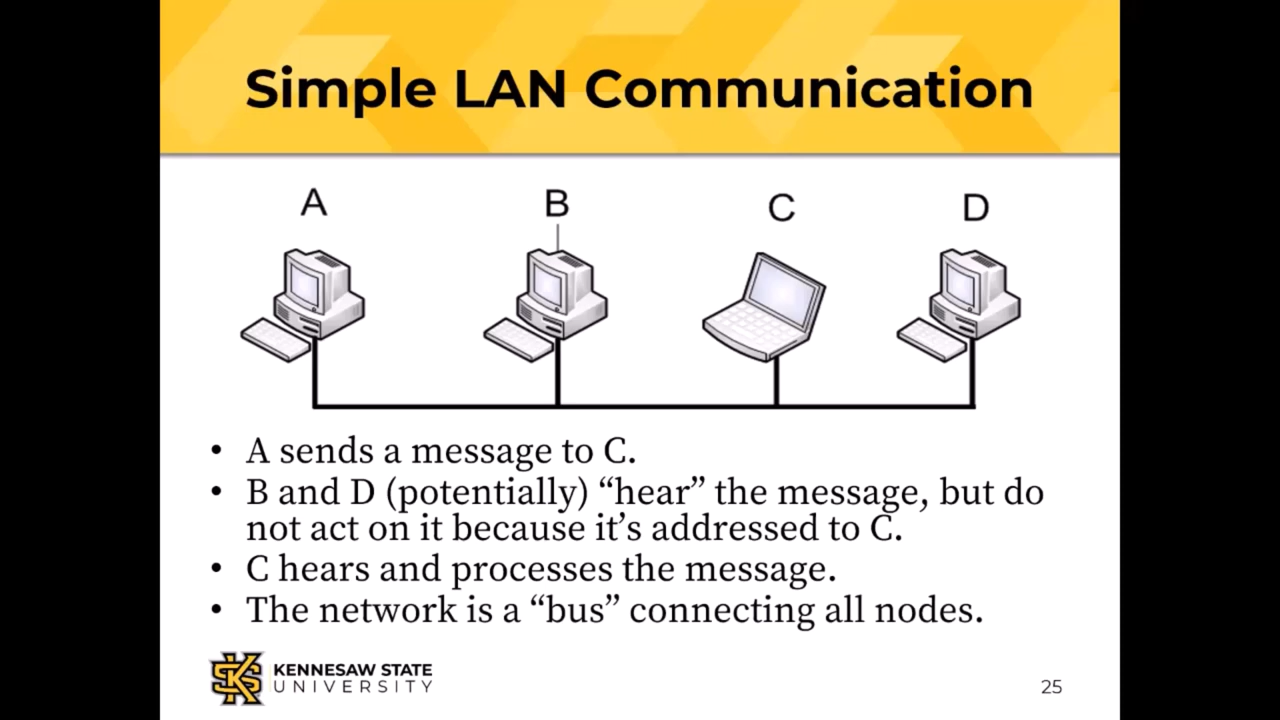 Simple LAN Communication
A
B
C
D
• A sends a message to C.
• B and D (potentially) “hear” the message, but do
not act on it because it’s addressed to C.
• C hears and processes the message.
• The network is a “bus” connecting all nodes.
KENNESAW STATE
UNIVERSITY
25